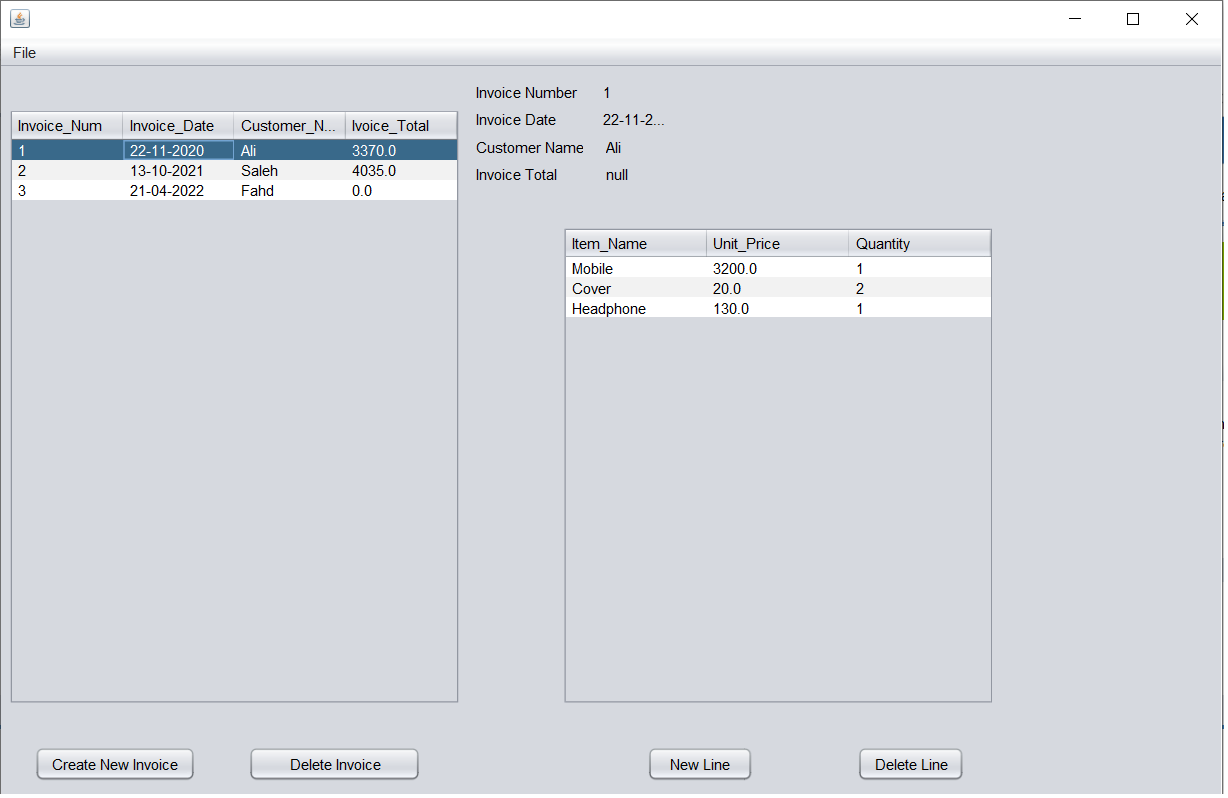 File
Invoice Number 1
Invoice Date 22-11-2...
Customer Name Ali
Invoice Total null
Invoice_Num Invoice_Date Customer_N... Ivoice_Total
1 22-11-2020 Ali 3370.0
2 13-10-2021 Saleh 4035.0
3 21-04-2022 Fahd 0.0
Item_Name Unit_Price Quantity
Mobile 3200.0 1
Cover 20.0 2
Headphone 130.0 1
Create New Invoice Delete Invoice New Line Delete Line